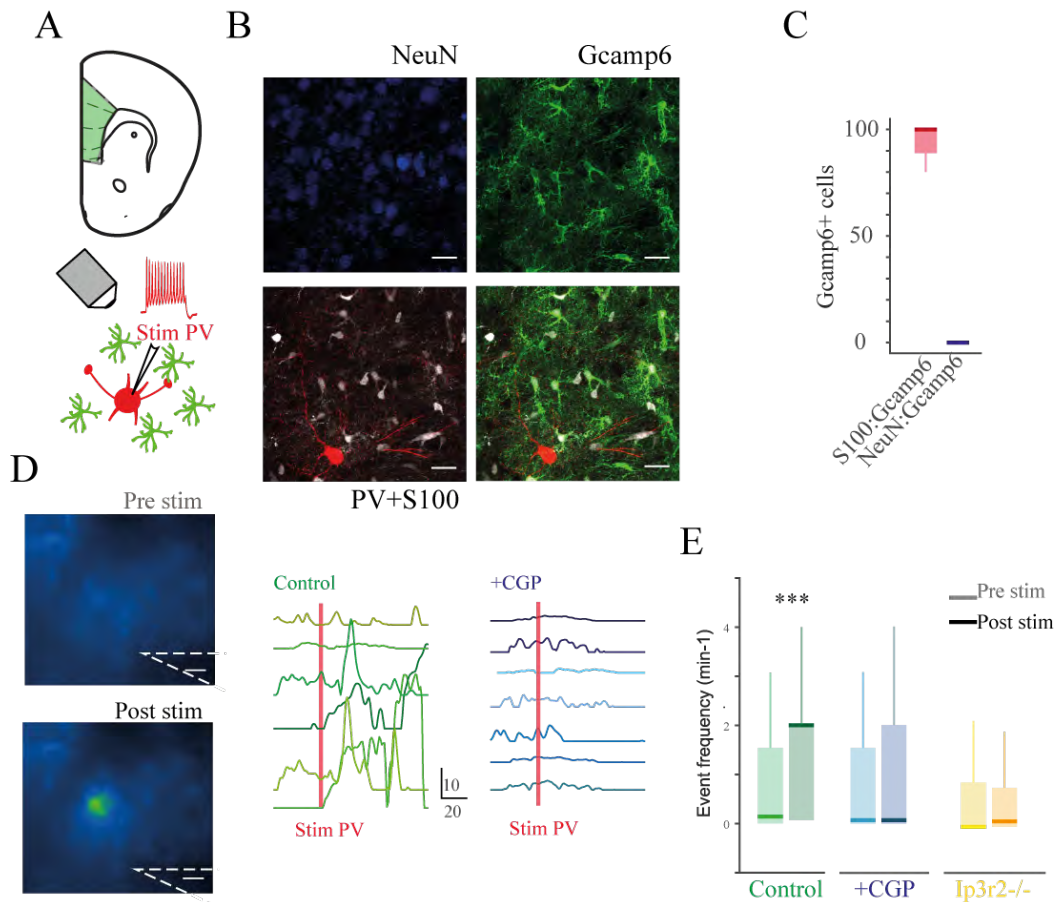 A
B
C
NeuN
Gcamp6
Stim PV
PV+S100
Gcamp6+ cells
100
50
0
S100:Gcamp6
NeuN:Gcamp6
D
Pre stim
Post stim
Control
Stim PV
10
20
+CGP
Stim PV
E
Event frequency (min-1)
4
2
0
***
Pre stim
Post stim
Control
+CGP
Ip3r2-/-